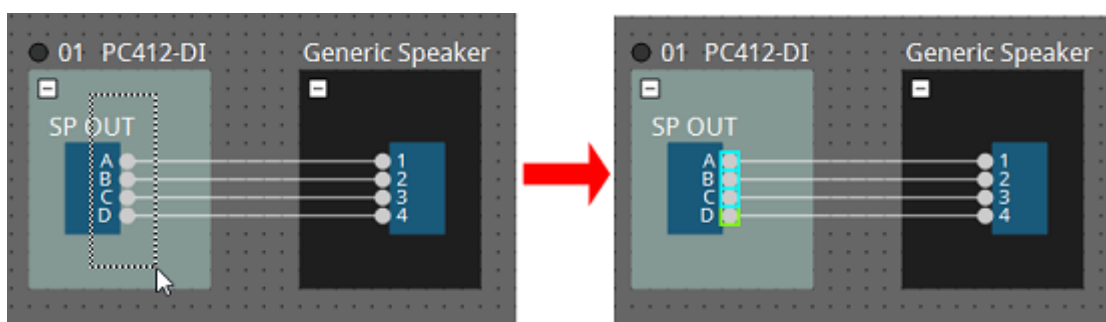 01 PC412-DI Generic Speaker
SP OUT
A 1
B 2
C 3
D 4
01 PC412-DI Generic Speaker
SP OUT
A 1
B 2
C 3
D 4